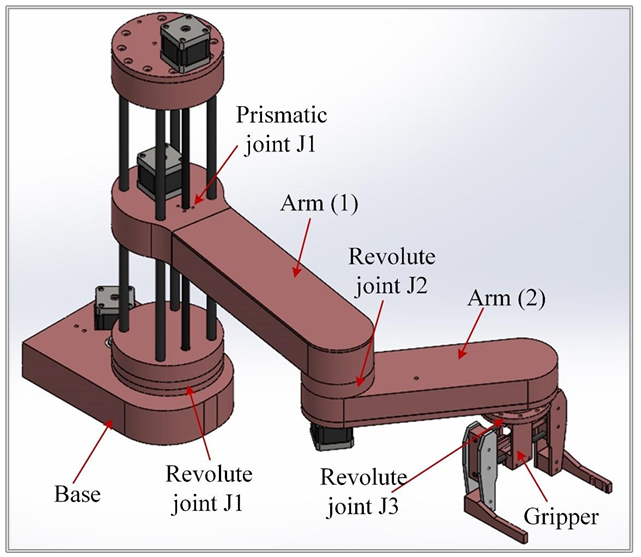 Prismatic
joint J1
Arm (1)
Revolute
joint J2
Arm (2)
Base
Revolute
joint J1
Revolute
joint J3
Gripper